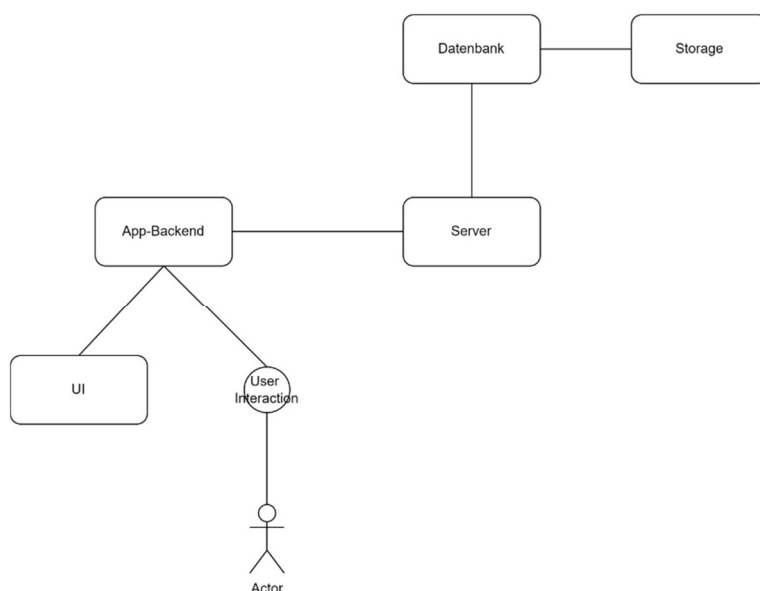 Datenbank
Storage
App-Backend
Server
UI
User
Interaction
Actor